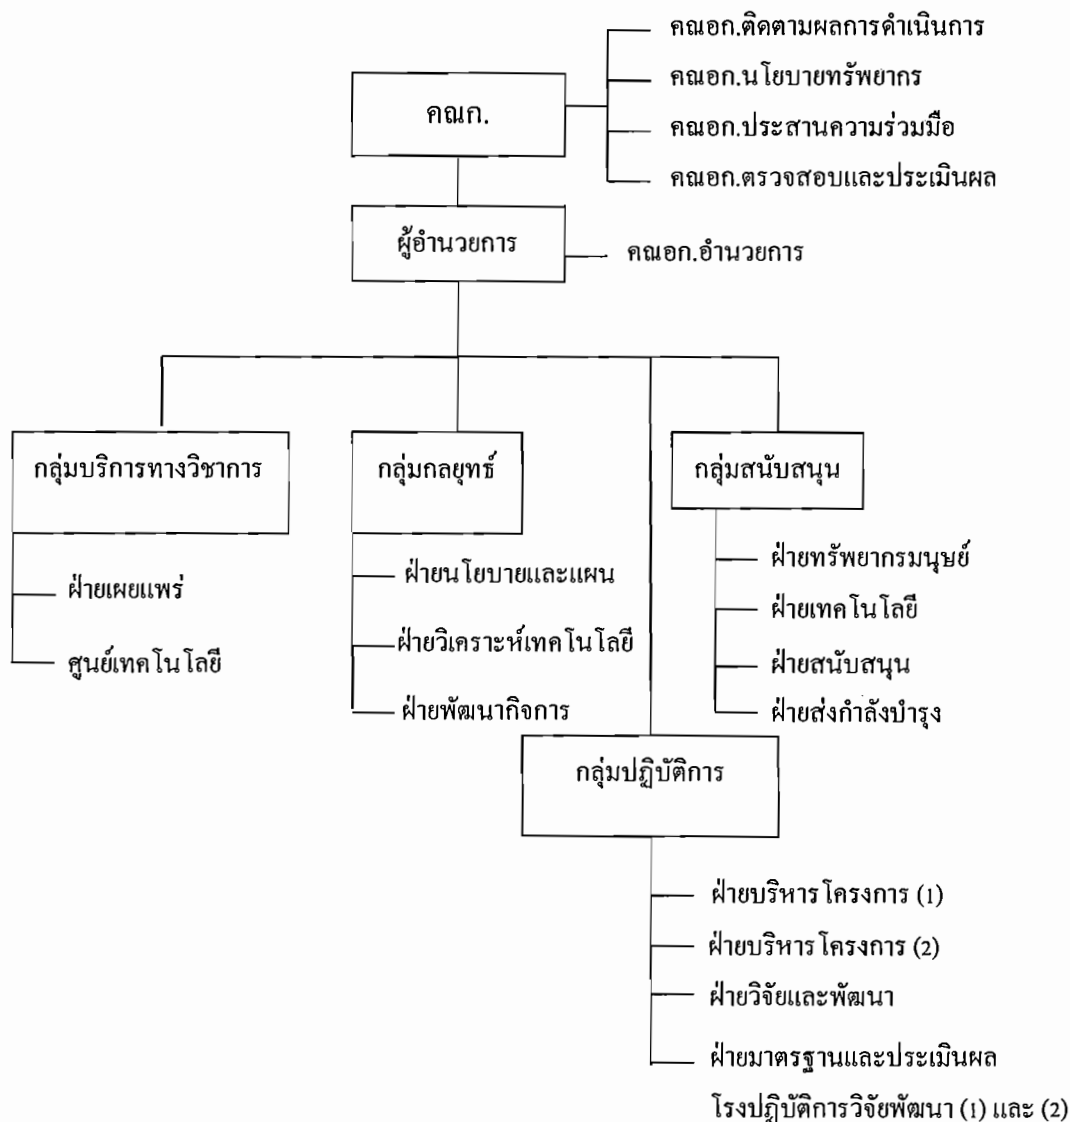 คณอก.ติดตามผลการดำเนินการ
คณอก.นโยบายทรัพยากร
คณก.
คณอก.ประสานความร่วมมือ
คณอก.ตรวจสอบและประเมินผล
ผู้อำนวยการ
คณอก.อำนวยการ
กลุ่มบริการทางวิชาการ
ฝ่ายเผยแพร่
ศูนย์เทคโนโลยี
กลุ่มกลยุทธ์
ฝ่ายนโยบายและแผน
ฝ่ายวิเคราะห์เทคโนโลยี
ฝ่ายพัฒนากิจการ
กลุ่มสนับสนุน
ฝ่ายทรัพยากรมนุษย์
ฝ่ายเทคโนโลยี
ฝ่ายสนับสนุน
ฝ่ายส่งกำลังบำรุง
กลุ่มปฏิบัติการ
ฝ่ายบริหารโครงการ (1)
ฝ่ายบริหารโครงการ (2)
ฝ่ายวิจัยและพัฒนา
ฝ่ายมาตรฐานและประเมินผล
โรงปฏิบัติการวิจัยพัฒนา (1) และ (2)